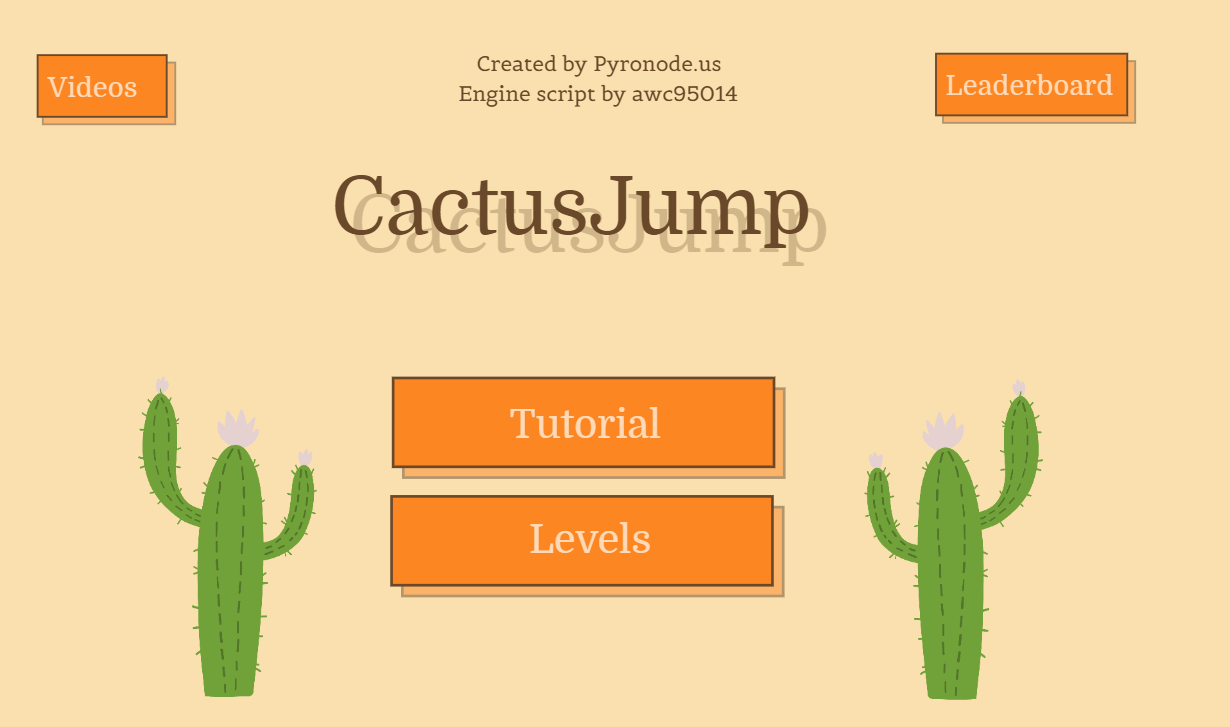 Videos
Created by Pyronode.us
Engine script by awc95014
Leaderboard
CactusJump
Tutorial
Levels